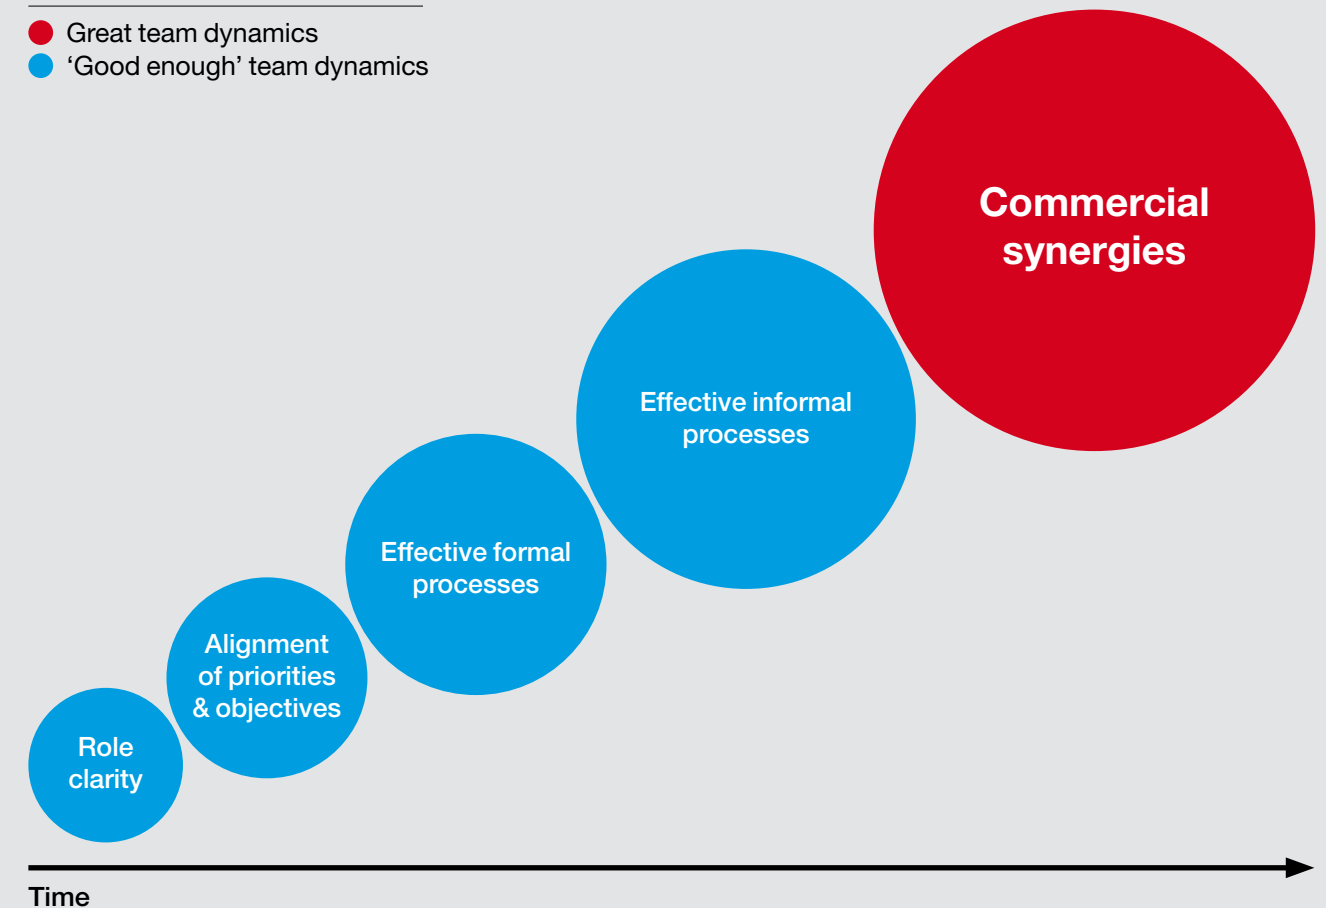 Great team dynamics
‘Good enough’ team dynamics
Commercial
synergies
Effective informal
processes
Effective formal
processes
Alignment
of priorities
& objectives
Role
clarity
Time